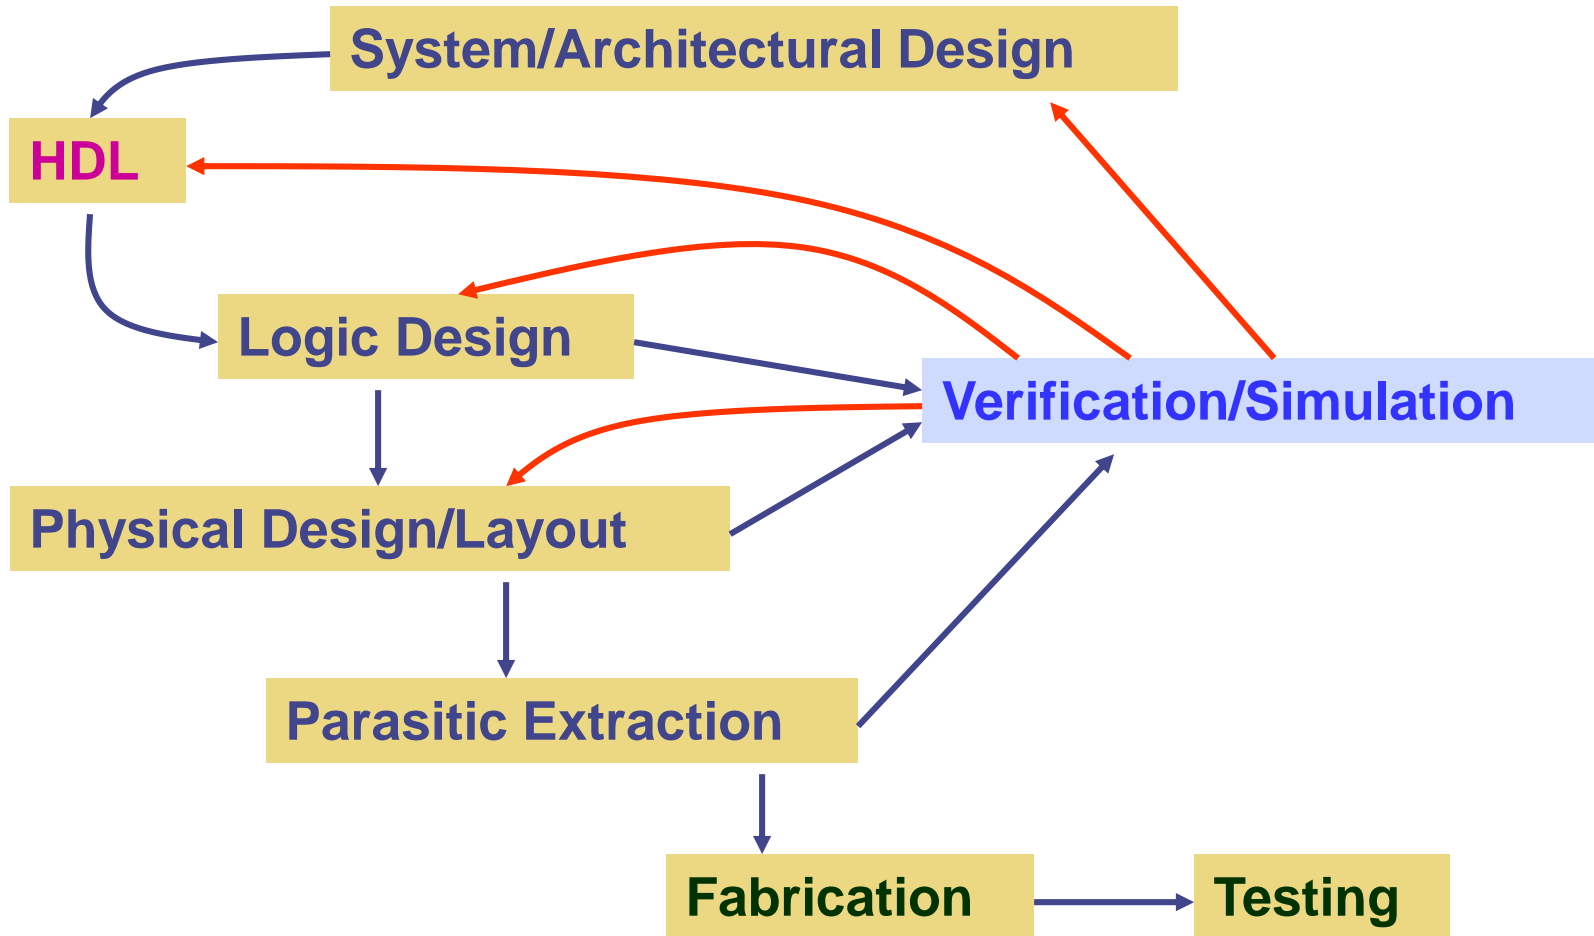 System/Architectural Design
HDL
Logic Design
Verification/Simulation
Physical Design/Layout
Parasitic Extraction
Fabrication
Testing